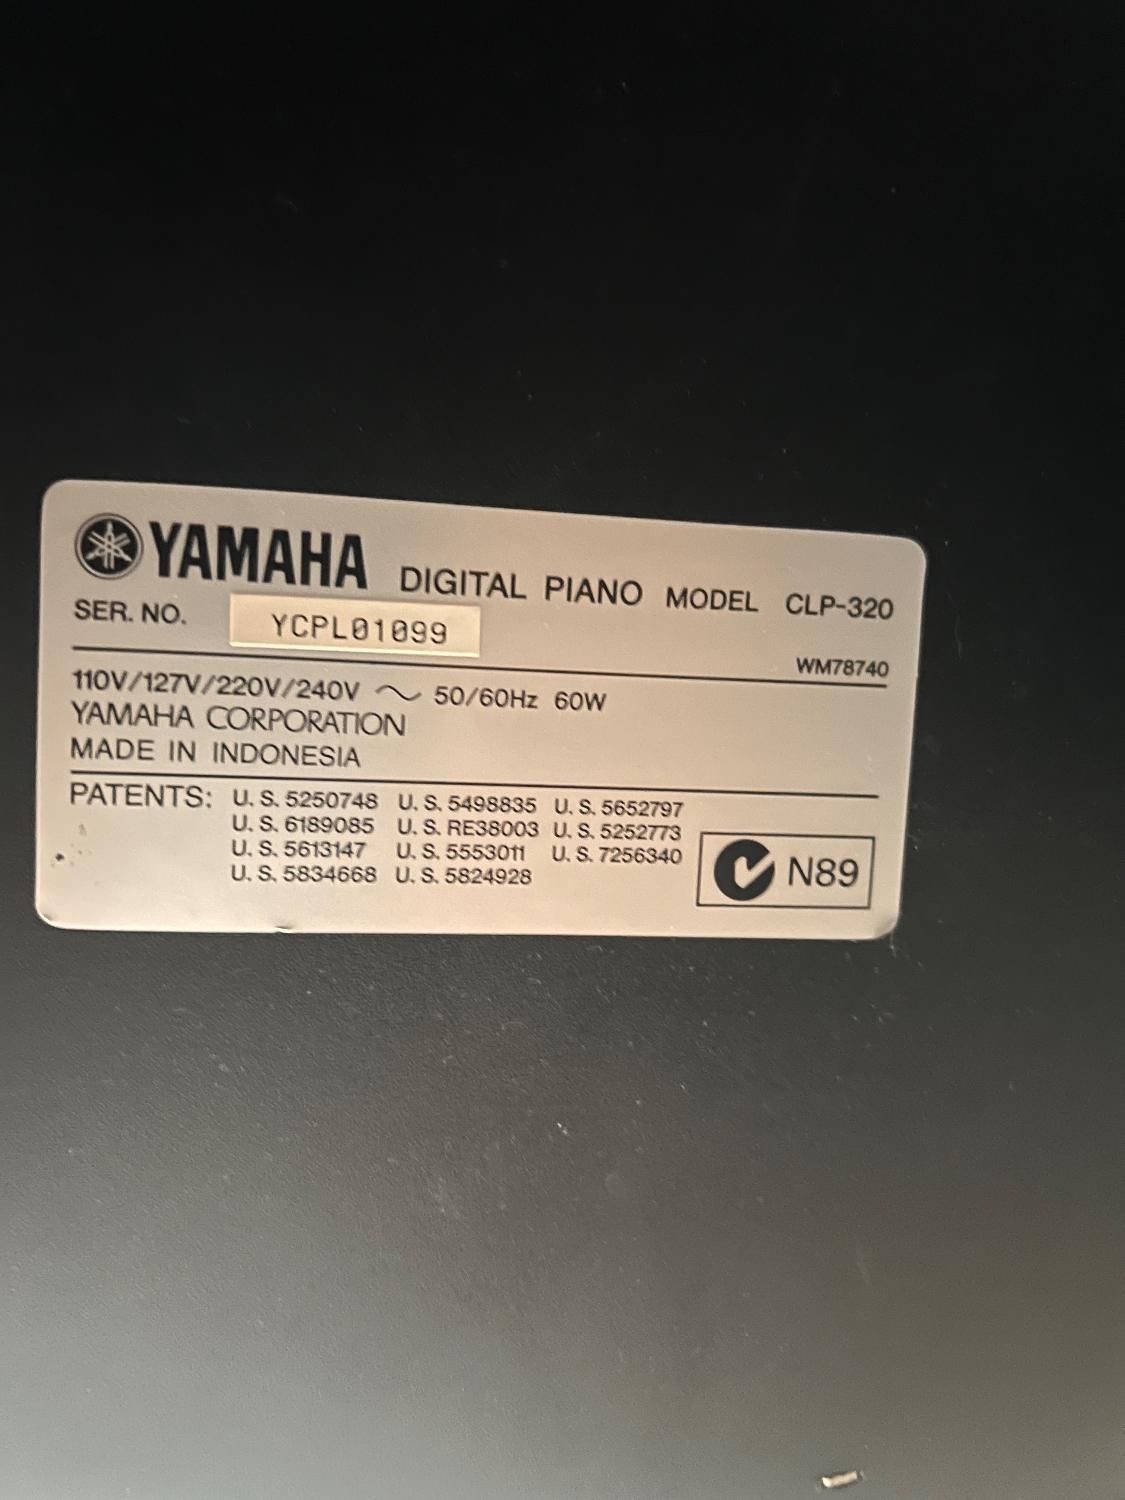 YAMAHA DIGITAL PIANO MODEL CLP-320
SER. NO. YCPL01099
WM78740
110V/127V/220V/240V ~ 50/60Hz 60W
YAMAHA CORPORATION
MADE IN INDONESIA
PATENTS: U. S. 5250748 U. S. 5498835 U. S. 5652797
U. S. 6189085 U. S. RE38003 U. S. 5252773
U. S. 5613147 U. S. 5553011 U. S. 7256340
U. S. 5834668 U. S. 5824928
N89